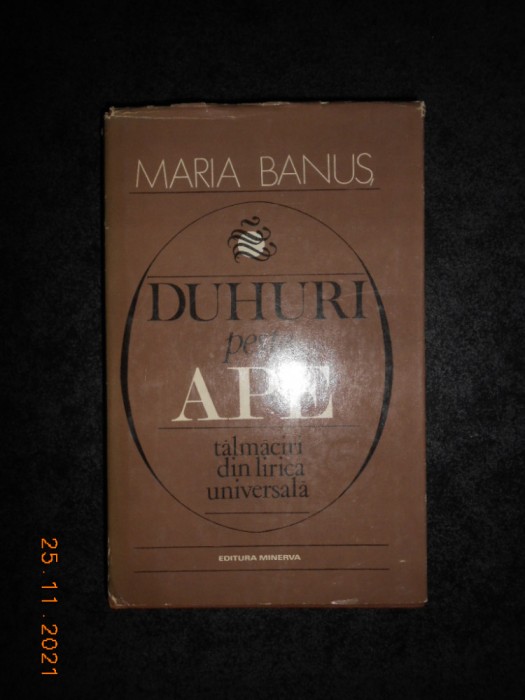 MARIA BANUȘ
DUHURI
peste
APE
tălmăciri
din lirica
universală
EDITURA MINERVA
25.11.2021